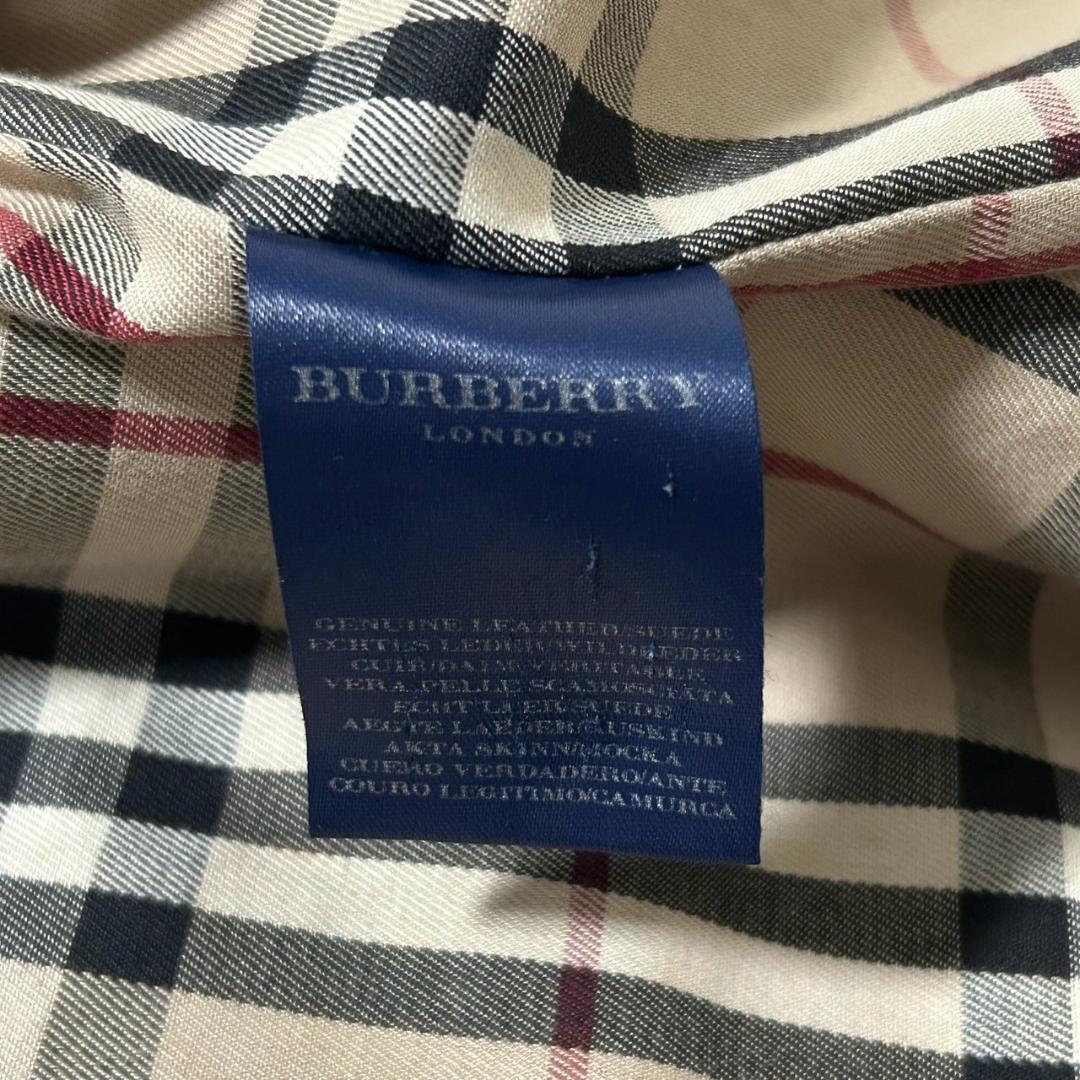 BURBERRY
LONDON
GENUINE LEATHER/SUEDE
ECHTES LEDER/WILDLEDER
CUIR/DAIM VERITABLE
VERA PELLE SCAMOSCIATA
ECHT LEER SUEDE
AEGTE LAEDER/RUSKIND
AKTA SKINN/MOCKA
CUERO VERDADERO/ANTE
COURO LEGITIMO/CAMURCA